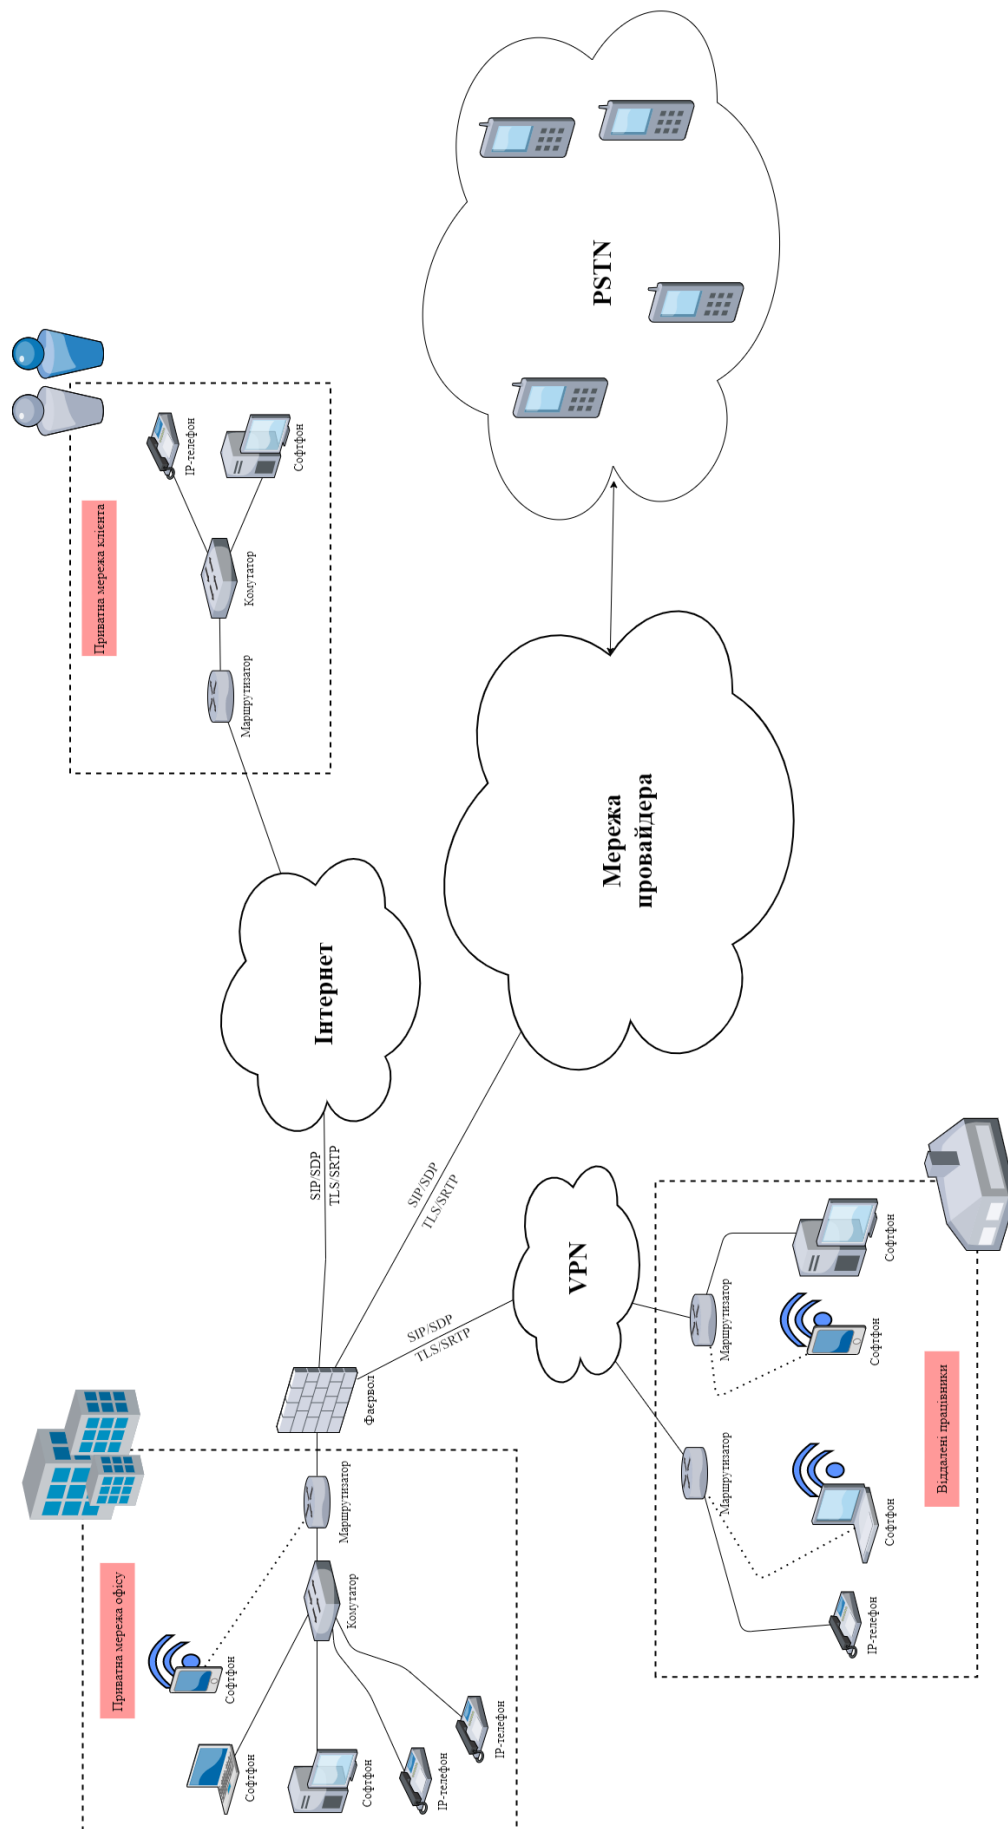 Приватна мережа офісу
Софтфон
Софтфон
Софтфон
IP-телефон
IP-телефон
Комутатор
Маршрутизатор
Фаєрвол
SIP/SDP
TLS/SRTP
Інтернет
Приватна мережа клієнта
Маршрутизатор
Комутатор
IP-телефон
Софтфон
SIP/SDP
TLS/SRTP
Мережа
провайдера
PSTN
SIP/SDP
TLS/SRTP
VPN
Маршрутизатор
Маршрутизатор
IP-телефон
Софтфон
Софтфон
Софтфон
Віддалені працівники